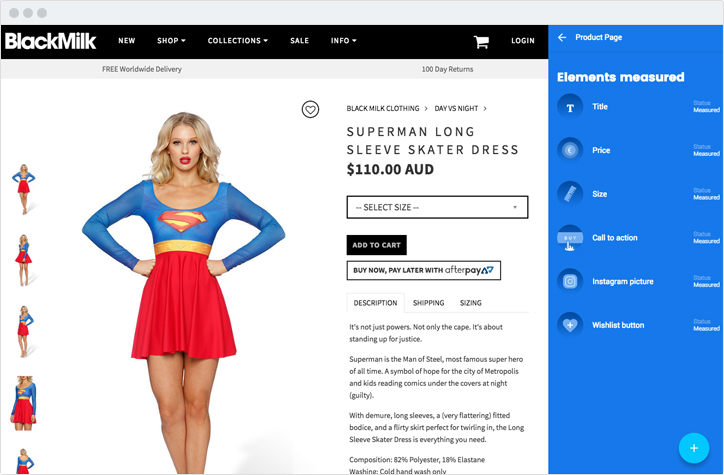 BlackMilk
NEW
SHOP
COLLECTIONS
SALE
INFO
LOGIN
FREE Worldwide Delivery
100 Day Returns
BLACK MILK CLOTHING > DAY VS NIGHT >
SUPERMAN LONG
SLEEVE SKATER DRESS
$110.00 AUD
-- SELECT SIZE --
ADD TO CART
BUY NOW, PAY LATER WITH afterpay
DESCRIPTION
SHIPPING
SIZING
It's not just powers. Not only the cape. It's about
standing up for justice.
Superman is the Man of Steel, most famous super hero
of all time. A symbol of hope for the city of Metropolis
and kids reading comics under the covers at night
(guilty).
With demure, long sleeves, a (very flattering) fitted
bodice, and a flirty skirt perfect for twirling in, the Long
Sleeve Skater Dress is everything you need.
Composition: 82% Polyester, 18% Elastane
Washing: Cold hand wash only
Product Page
Elements measured
T
Title
Status
Measured
€
Price
Status
Measured
Size
Status
Measured
BUY
Call to action
Status
Measured
Instagram picture
Status
Measured
Wishlist button
Status
Measured